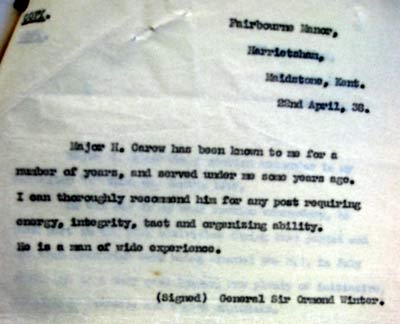 COPY.
Fairbourne Manor,
Harrietsham,
Maidstone, Kent.
22nd April, 38.
Major H. Carew has been known to me for a
number of years, and served under me some years ago.
I can thoroughly recommend him for any post requiring
energy, integrity, tact and organizing ability.
He is a man of wide experience.
(Signed) General Sir Ormond Winter.